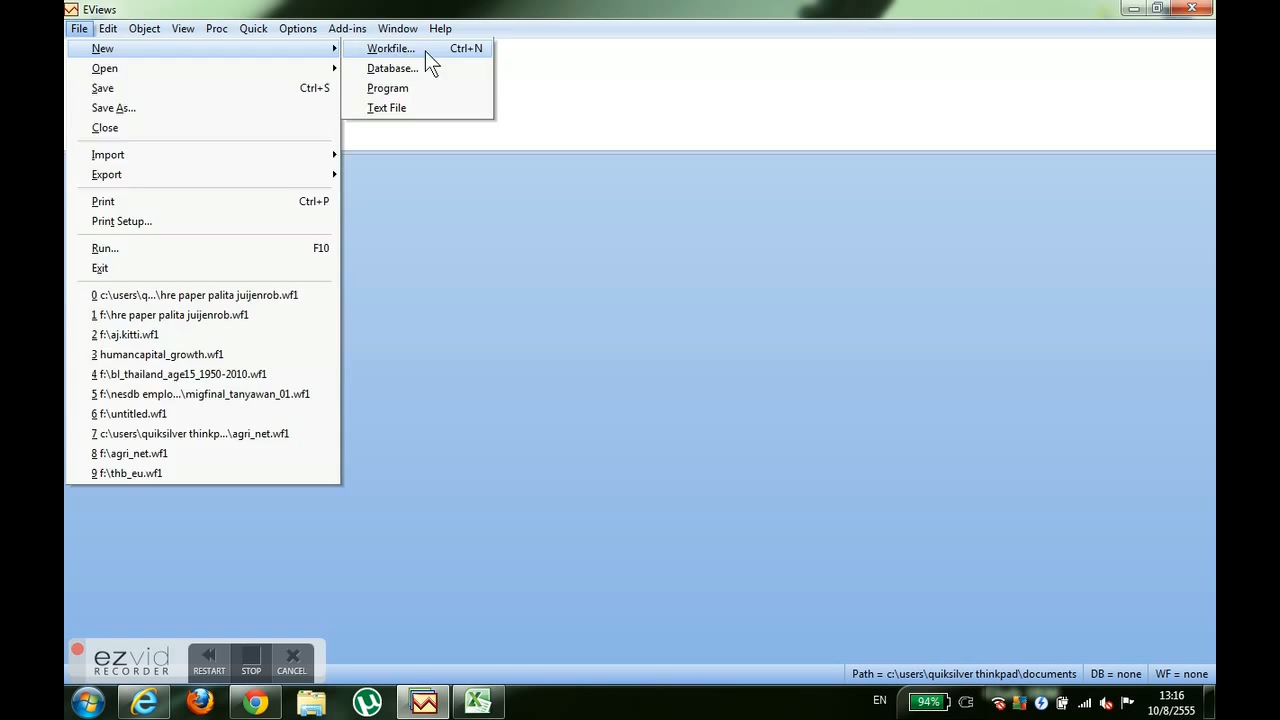 EViews
File Edit Object View Proc Quick Options Add-ins Window Help
New
Open
Save Ctrl+S
Save As...
Close
Import
Export
Print Ctrl+P
Print Setup...
Run... F10
Exit
0 c:\users\q...\hre paper palita juijenrob.wf1
1 f:\hre paper palita juijenrob.wf1
2 f:\aj.kitti.wf1
3 humancapital_growth.wf1
4 f:\bl_thailand_age15_1950-2010.wf1
5 f:\nesdb emplo...\migfinal_tanyawan_01.wf1
6 f:\untitled.wf1
7 c:\users\quiksilver thinkp...\agri_net.wf1
8 f:\agri_net.wf1
9 f:\thb_eu.wf1
Workfile... Ctrl+N
Database...
Program
Text File
ezvid
RECORDER
RESTART STOP CANCEL
Path = c:\users\quiksilver thinkpad\documents DB = none WF = none
EN 94% 13:16
10/8/2555